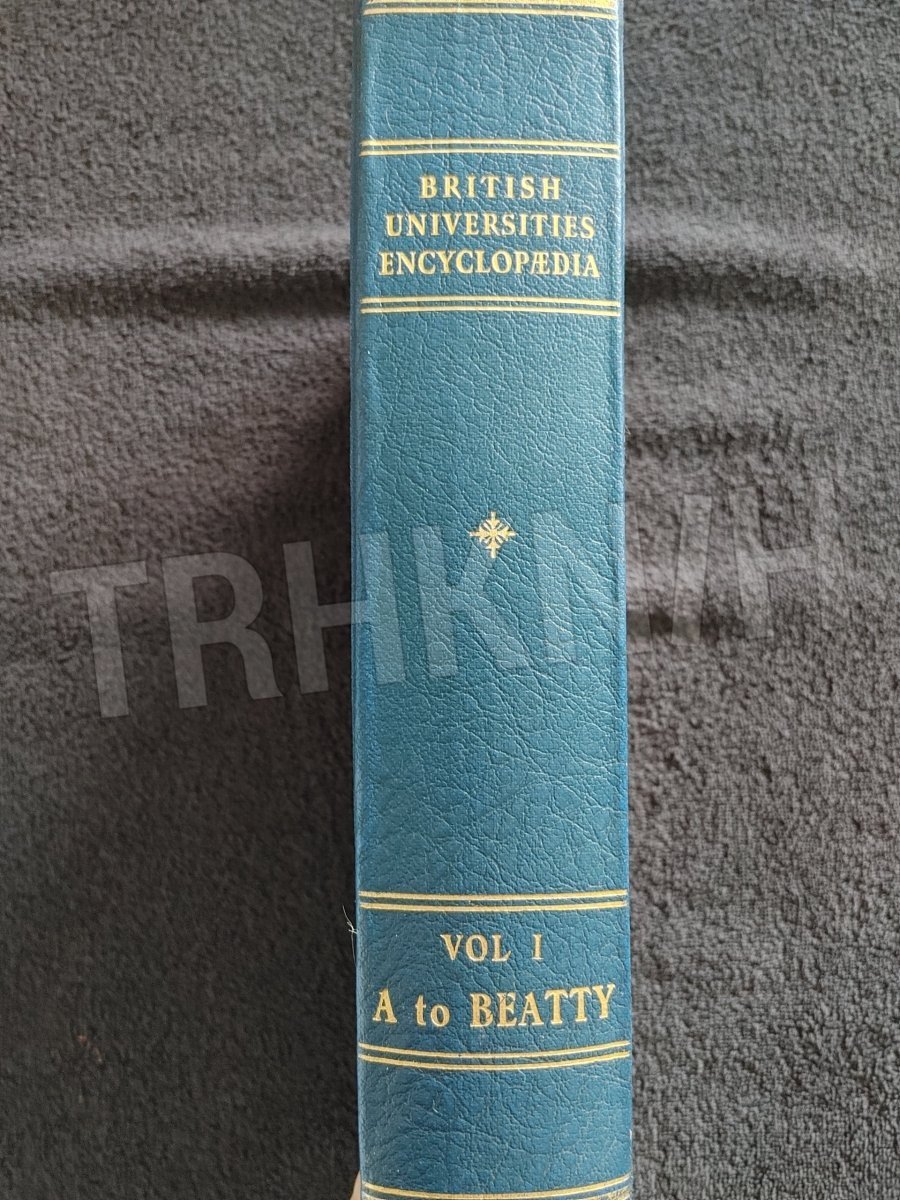 BRITISH
UNIVERSITIES
ENCYCLOPÆDIA
VOL I
A to BEATTY